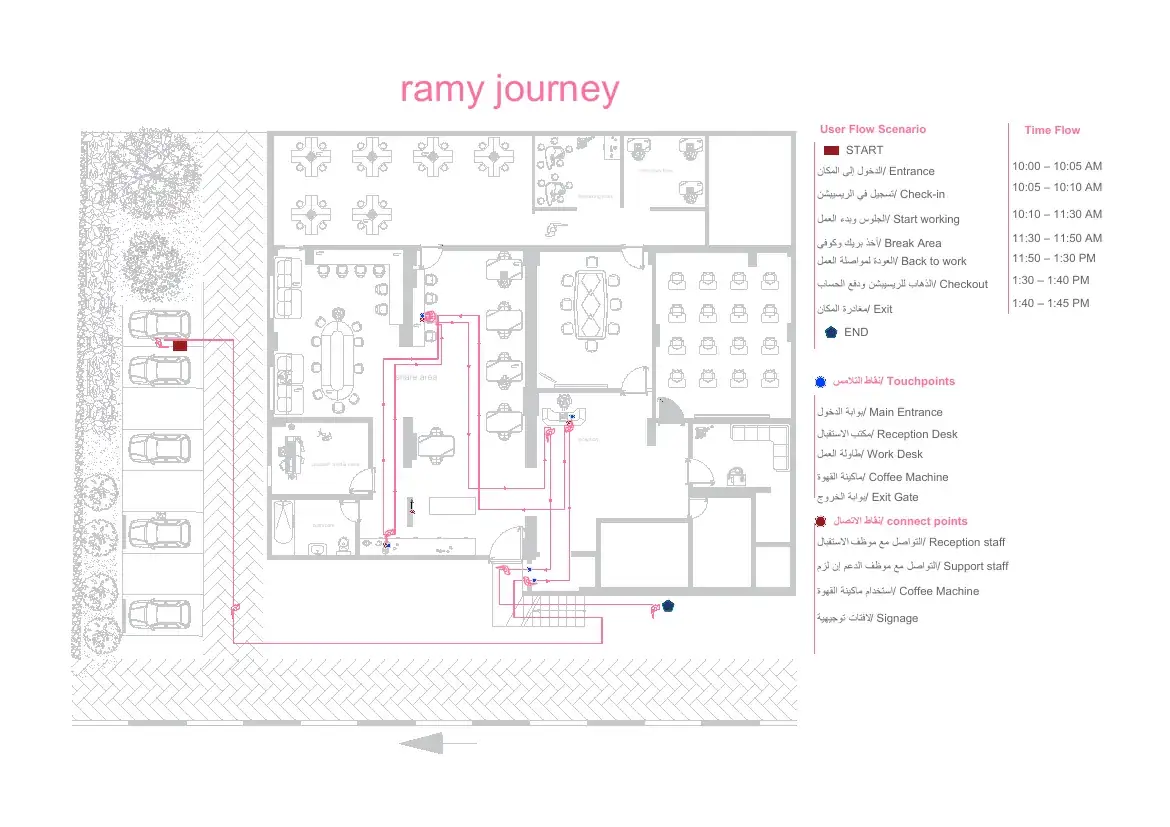 ramy journey
User Flow Scenario
START
الدخول إلى المكان/ Entrance
تسجيل في الريسبيشن/ Check-in
الجلوس وبدء العمل/ Start working
أخذ بريك وكوفي/ Break Area
العودة لمواصلة العمل/ Back to work
الذهاب للريسبيشن ودفع الحساب/ Checkout
مغادرة المكان/ Exit
END
Time Flow
10:00 – 10:05 AM
10:05 – 10:10 AM
10:10 – 11:30 AM
11:30 – 11:50 AM
11:50 – 1:30 PM
1:30 – 1:40 PM
1:40 – 1:45 PM
نقاط التلامس/ Touchpoints
بوابة الدخول/ Main Entrance
مكتب الاستقبال/ Reception Desk
طاولة العمل/ Work Desk
ماكينة القهوة/ Coffee Machine
بوابة الخروج/ Exit Gate
نقاط الاتصال/ connect points
التواصل مع موظف الاستقبال/ Reception staff
التواصل مع موظف الدعم إن لزم/ Support staff
استخدام ماكينة القهوة/ Coffee Machine
لافتات توجيهية/ Signage
share area